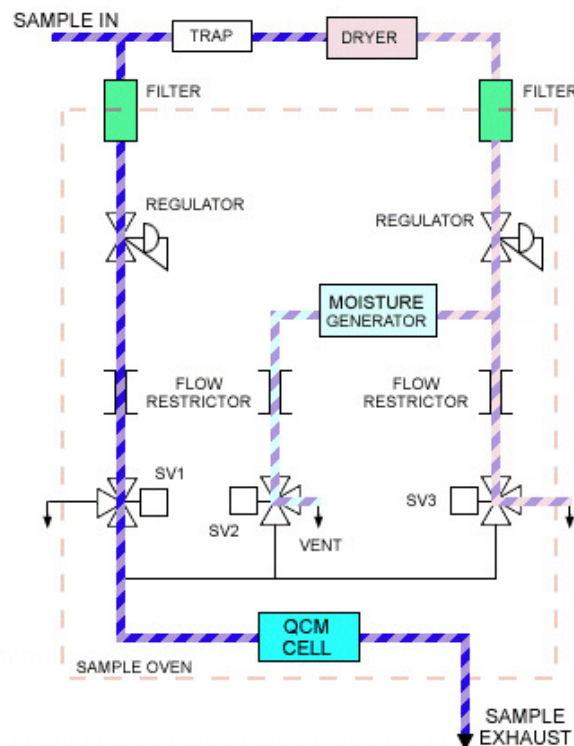 SAMPLE IN
TRAP
DRYER
FILTER
FILTER
REGULATOR
REGULATOR
MOISTURE
GENERATOR
FLOW
RESTRICTOR
FLOW
RESTRICTOR
SV1
SV2
SV3
VENT
QCM
CELL
SAMPLE OVEN
SAMPLE
EXHAUST